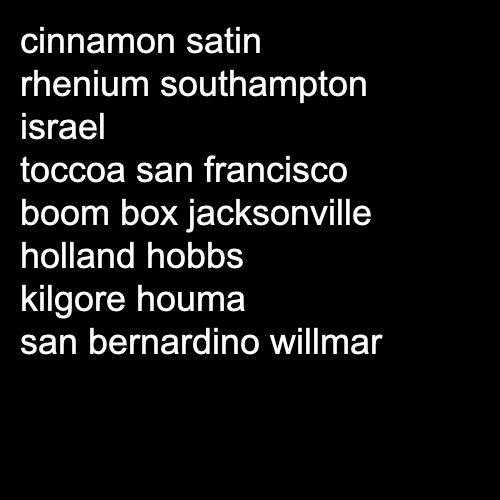 cinnamon satin
rhenium southampton
israel
toccoa san francisco
boom box jacksonville
holland hobbs
kilgore houma
san bernardino willmar